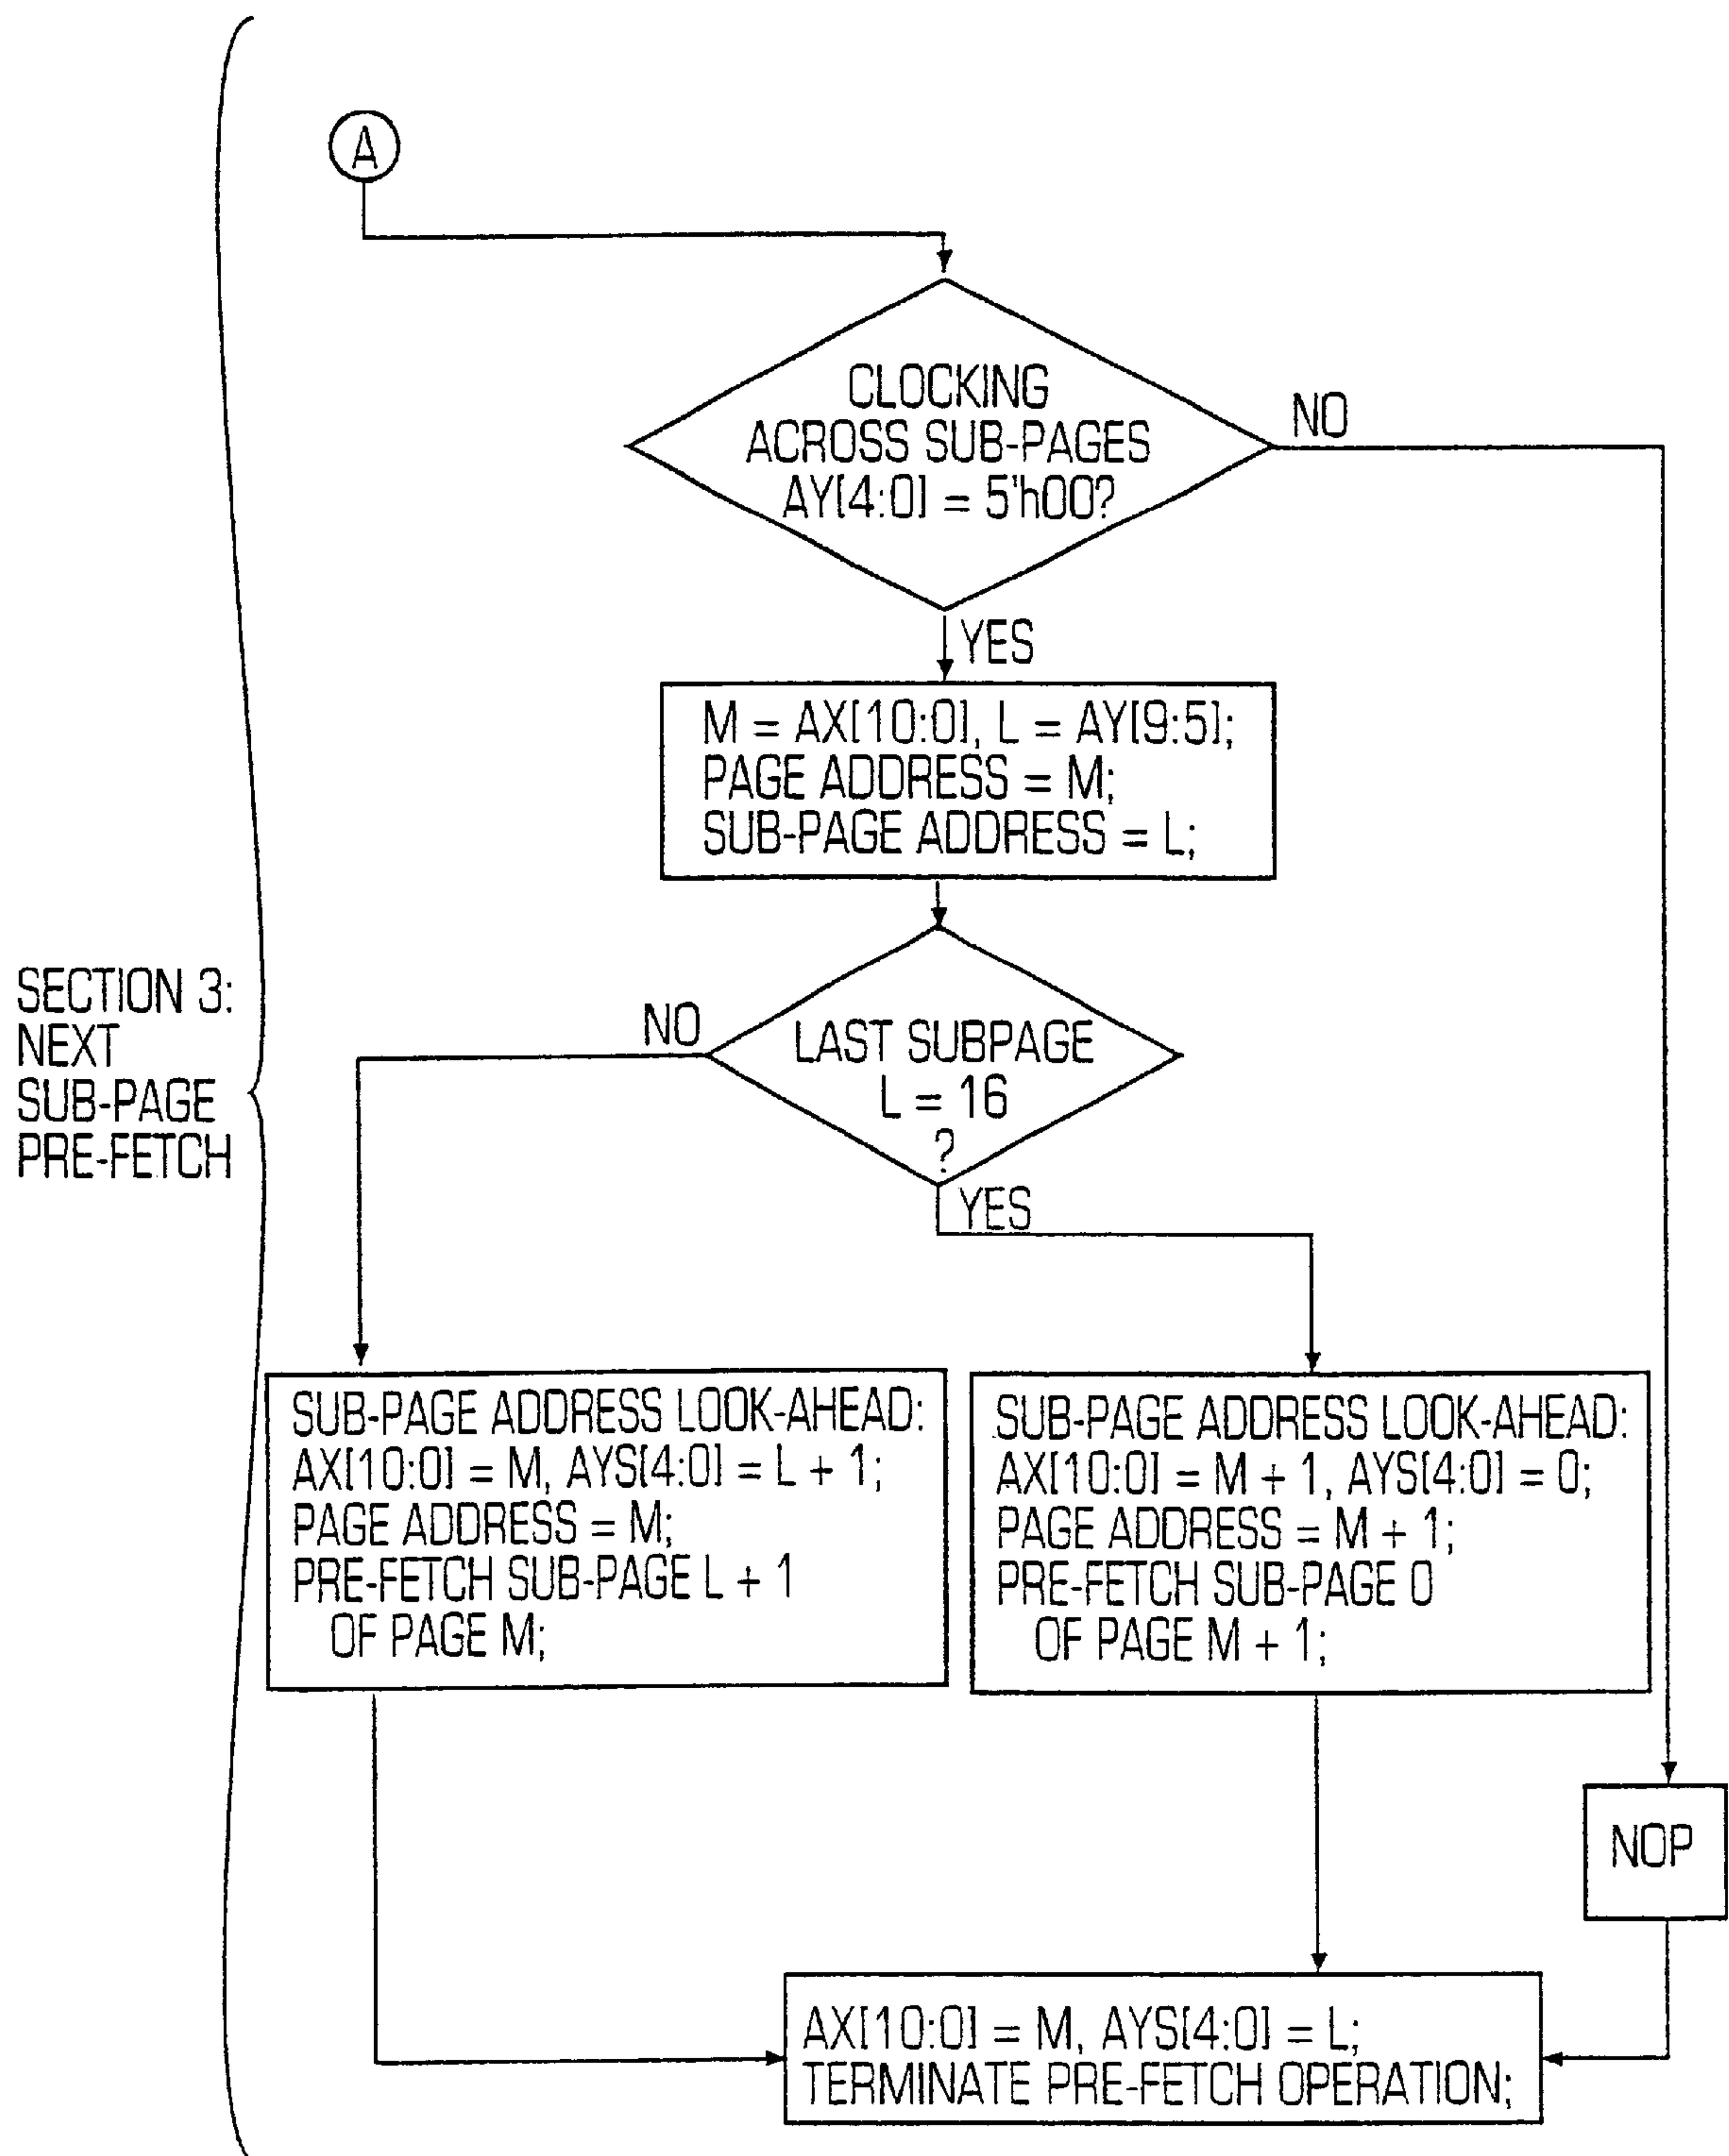 A
CLOCKING
ACROSS SUB-PAGES
AY[4:0] = 5'h00?
NO
YES
M = AX[10:0], L = AY[9:5];
PAGE ADDRESS = M;
SUB-PAGE ADDRESS = L;
SECTION 3:
NEXT
SUB-PAGE
PRE-FETCH
NO
LAST SUBPAGE
L = 16
?
YES
SUB-PAGE ADDRESS LOOK-AHEAD:
AX[10:0] = M, AYS[4:0] = L + 1;
PAGE ADDRESS = M;
PRE-FETCH SUB-PAGE L + 1
OF PAGE M;
SUB-PAGE ADDRESS LOOK-AHEAD:
AX[10:0] = M + 1, AYS[4:0] = 0;
PAGE ADDRESS = M + 1;
PRE-FETCH SUB-PAGE 0
OF PAGE M + 1;
NOP
AX[10:0] = M, AYS[4:0] = L;
TERMINATE PRE-FETCH OPERATION;